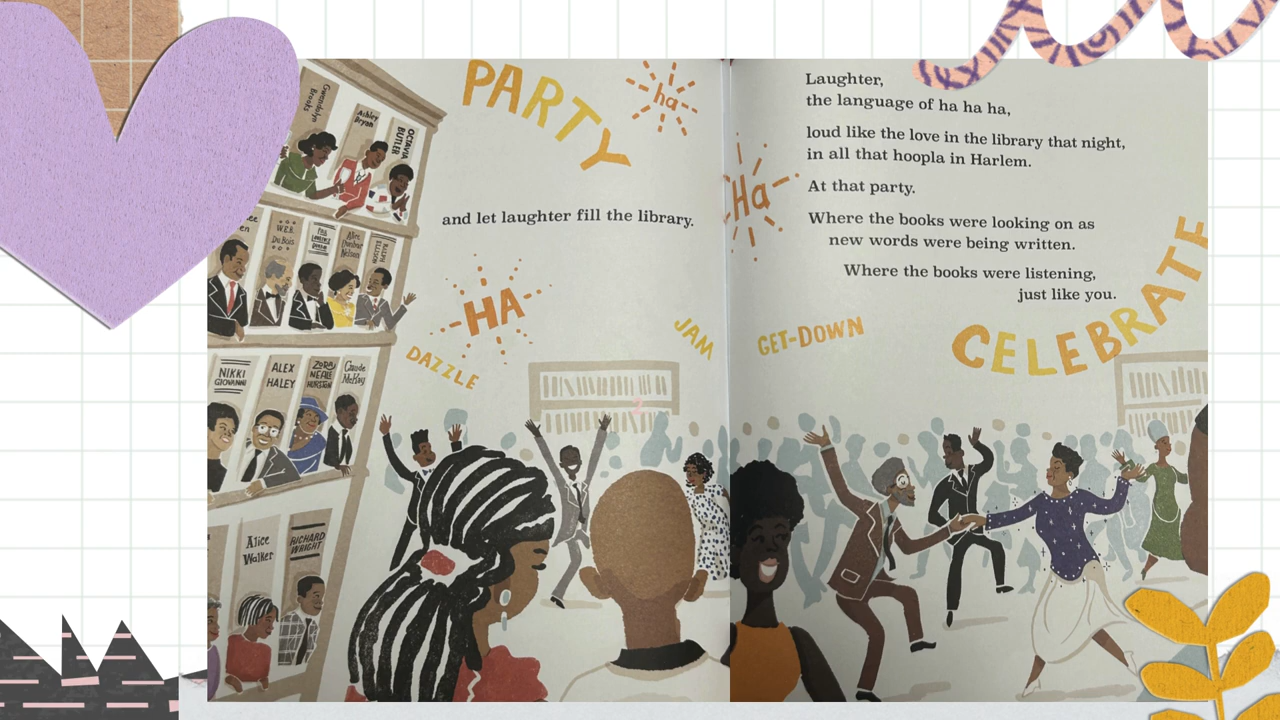 Gwendolyn
Brooks
Ashley
Bryan
OCTAVIA
BUTLER
W.E.B.
DuBois
Alice
Dunbar
Nelson
RALPH
ELLISON
NIKKI
GIOVANNI
ALEX
HALEY
ZORA
NEALE
HURSTON
Claude
McKay
Alice
Walker
RICHARD
WRIGHT
PARTY
ha
and let laughter fill the library.
HA
DAZZLE
JAM
Ha
Laughter,
the language of ha ha ha,
loud like the love in the library that night,
in all that hoopla in Harlem.
At that party.
Where the books were looking on as
new words were being written.
Where the books were listening,
just like you.
GET-DOWN
CELEBRATE